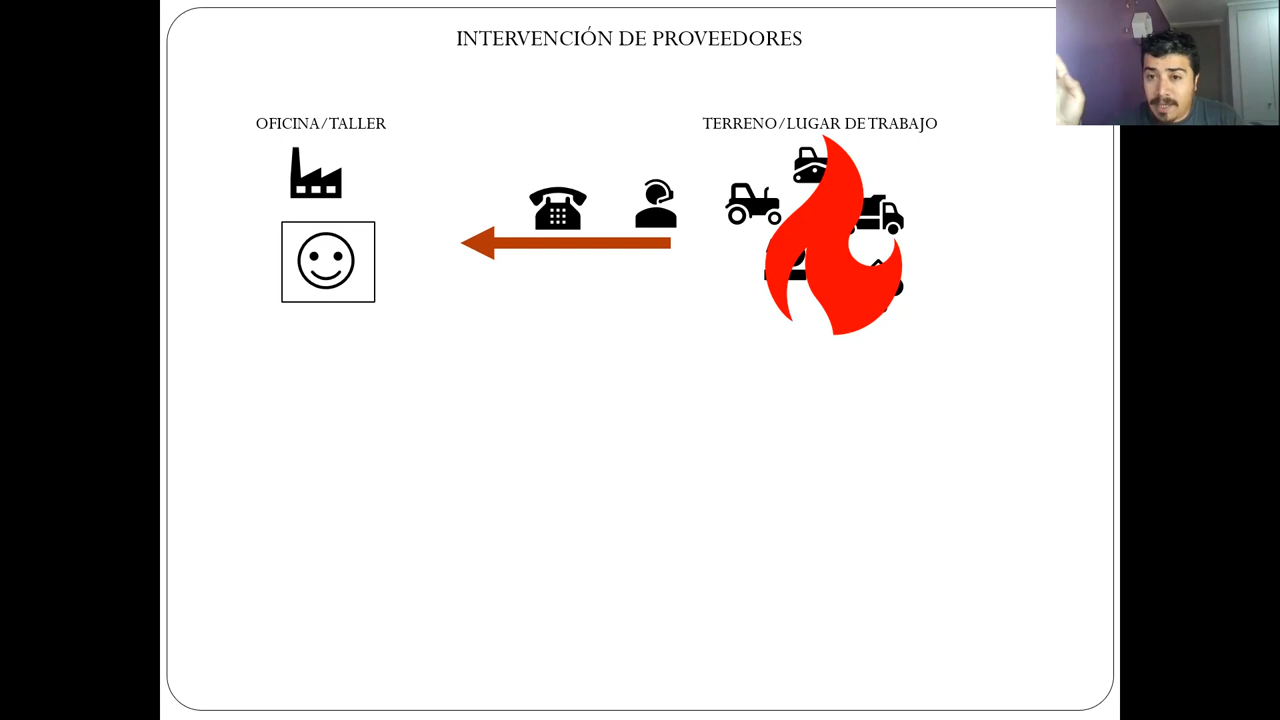 INTERVENCIÓN DE PROVEEDORES
OFICINA/TALLER
TERRENO/LUGAR DE TRABAJO